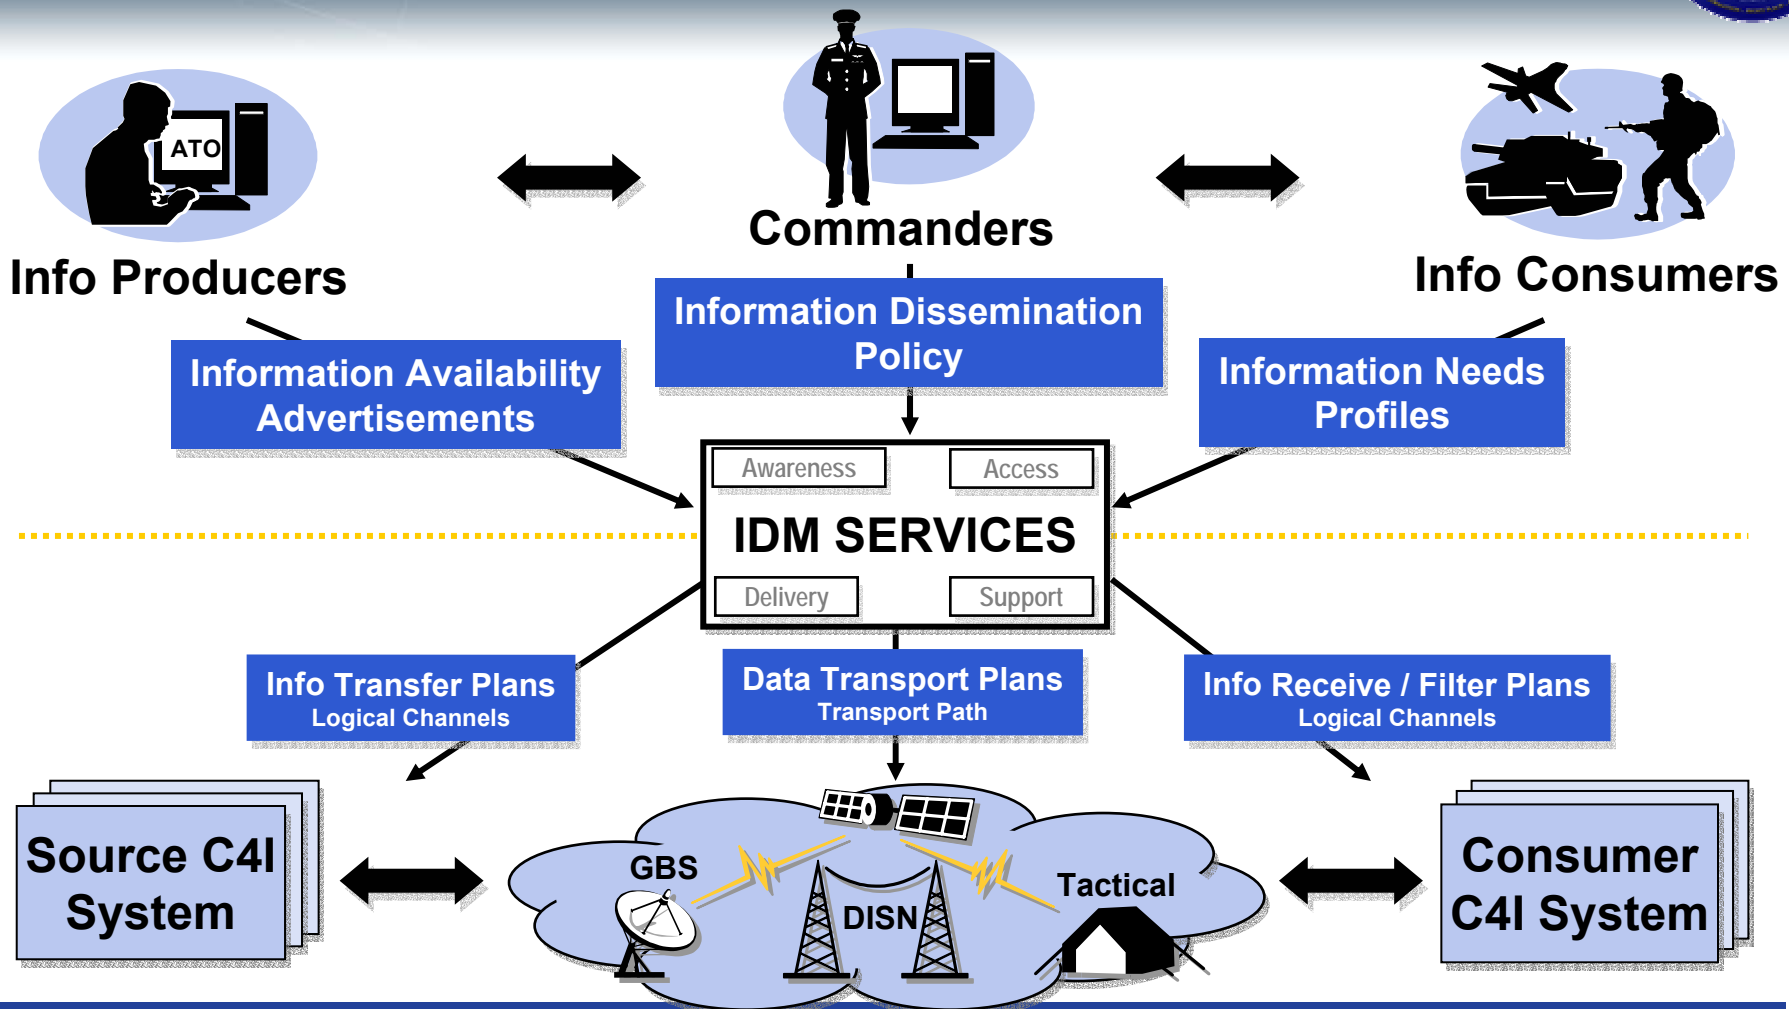 ATO
Commanders
Info Producers
Info Consumers
Information Dissemination
Policy
Information Availability
Advertisements
Information Needs
Profiles
Awareness
Access
IDM SERVICES
Delivery
Support
Info Transfer Plans
Logical Channels
Data Transport Plans
Transport Path
Info Receive / Filter Plans
Logical Channels
Source C4I
System
GBS
DISN
Tactical
Consumer
C4I System